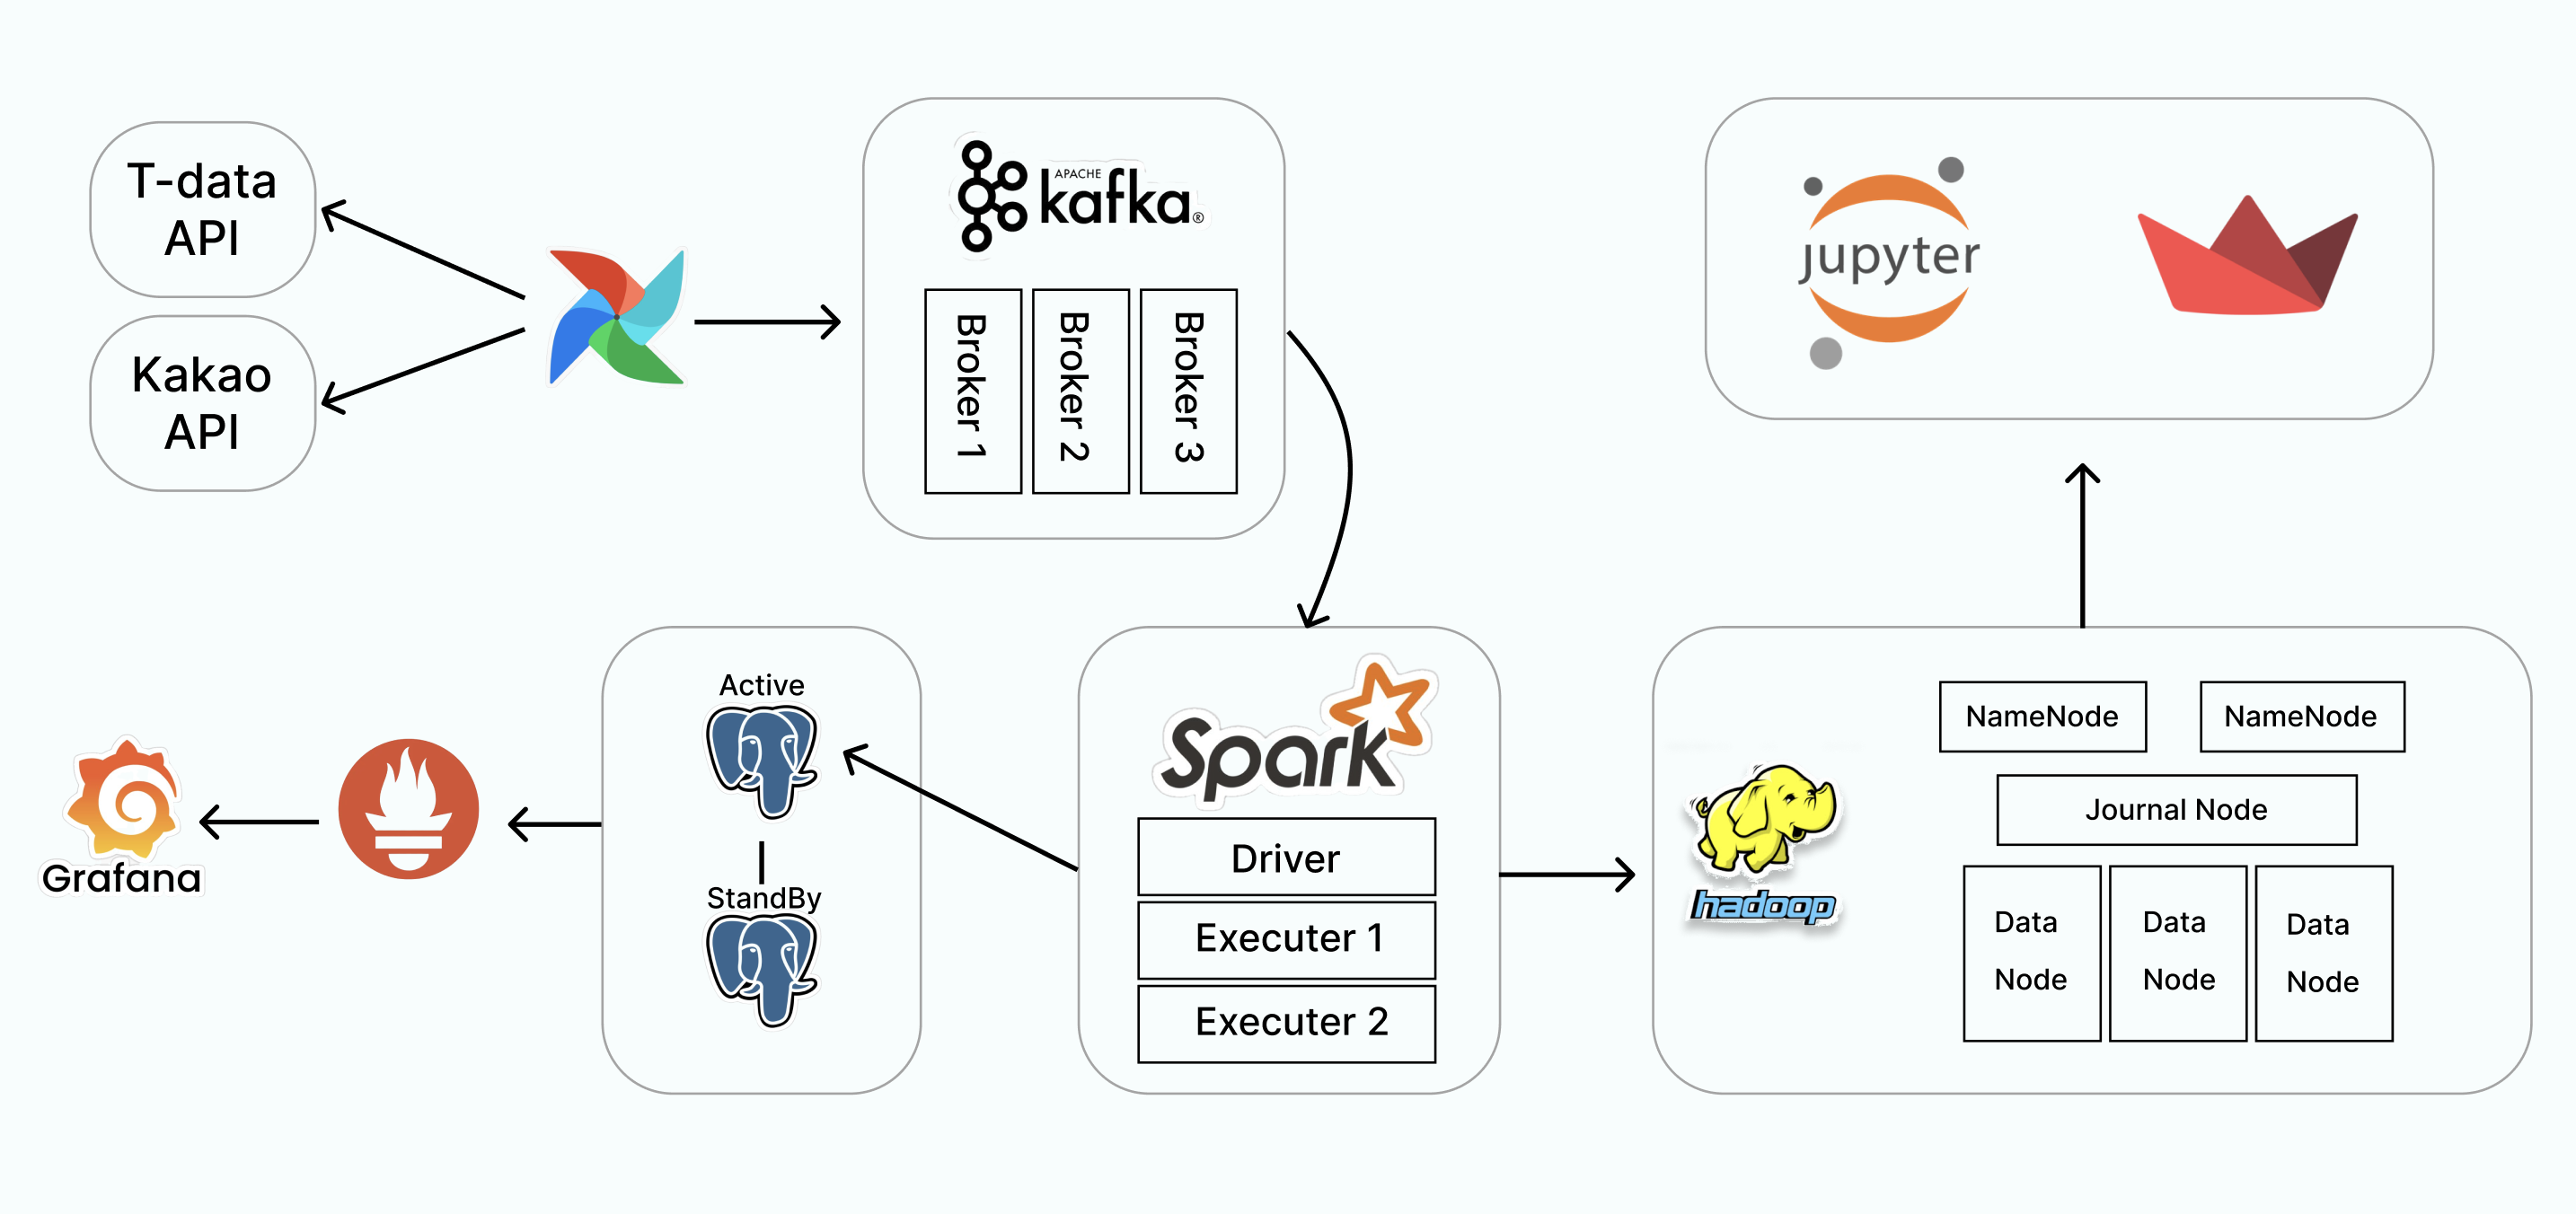 T-data
API
Kakao
API
APACHE
kafka®
Broker 1
Broker 2
Broker 3
jupyter
Grafana
Active
StandBy
Spark
Driver
Executer 1
Executer 2
hadoop
NameNode
NameNode
Journal Node
Data
Node
Data
Node
Data
Node